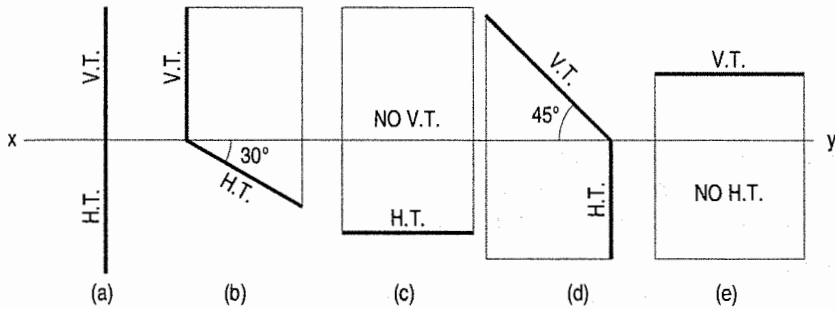 V.T.
V.T.
V.T.
V.T.
NO V.T.
45°
x
y
30°
H.T.
H.T.
H.T.
H.T.
NO H.T.
(a)
(b)
(c)
(d)
(e)